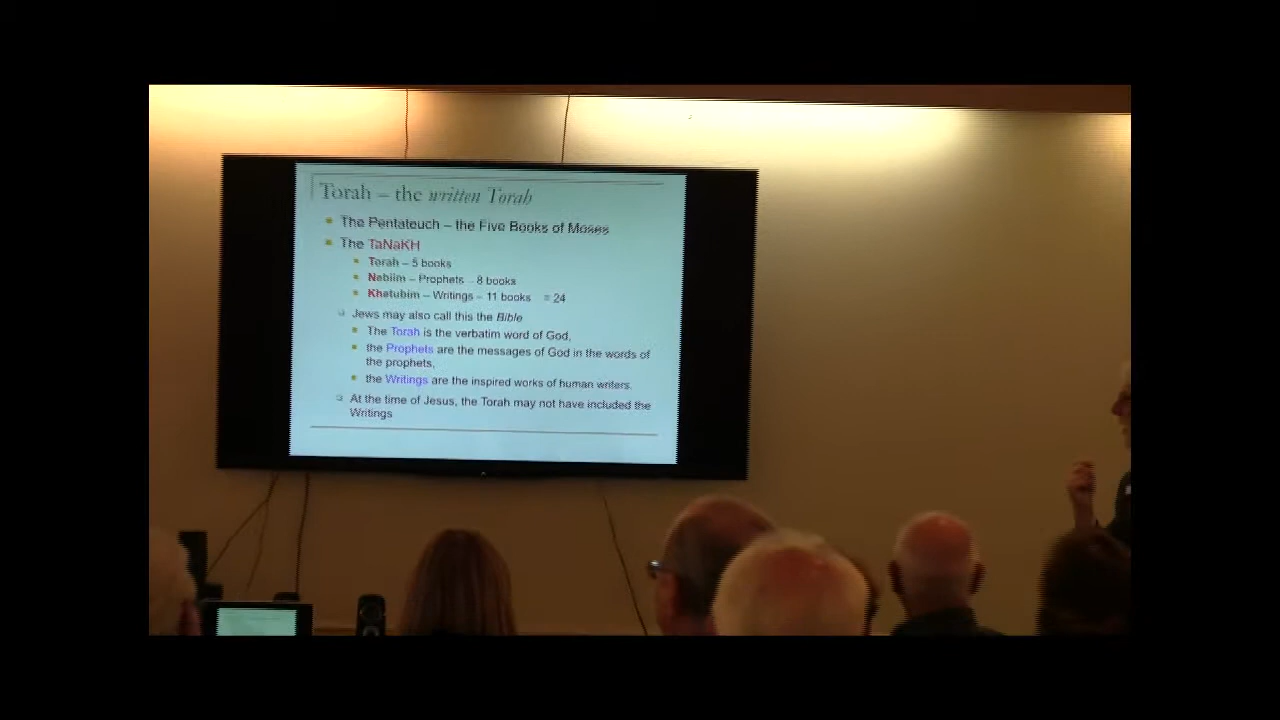 Torah – the written Torah
The Pentateuch – the Five Books of Moses
The TaNaKH
Torah – 5 books
Nebiim – Prophets – 8 books
Khetubim – Writings – 11 books = 24
Jews may also call this the Bible
The Torah is the verbatim word of God,
the Prophets are the messages of God in the words of
the prophets,
the Writings are the inspired works of human writers.
At the time of Jesus, the Torah may not have included the
Writings